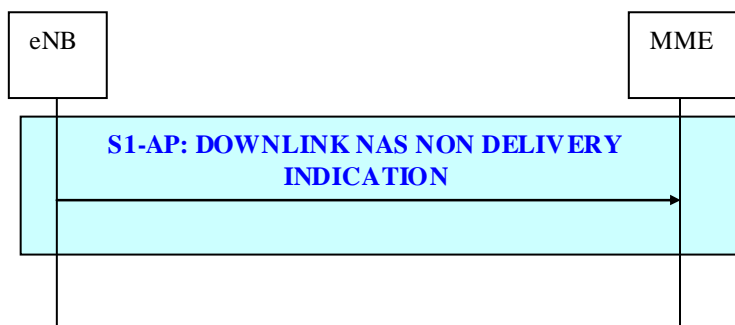 eNB
MME
S1-AP: DOWNLINK NAS NON DELIVERY
INDICATION